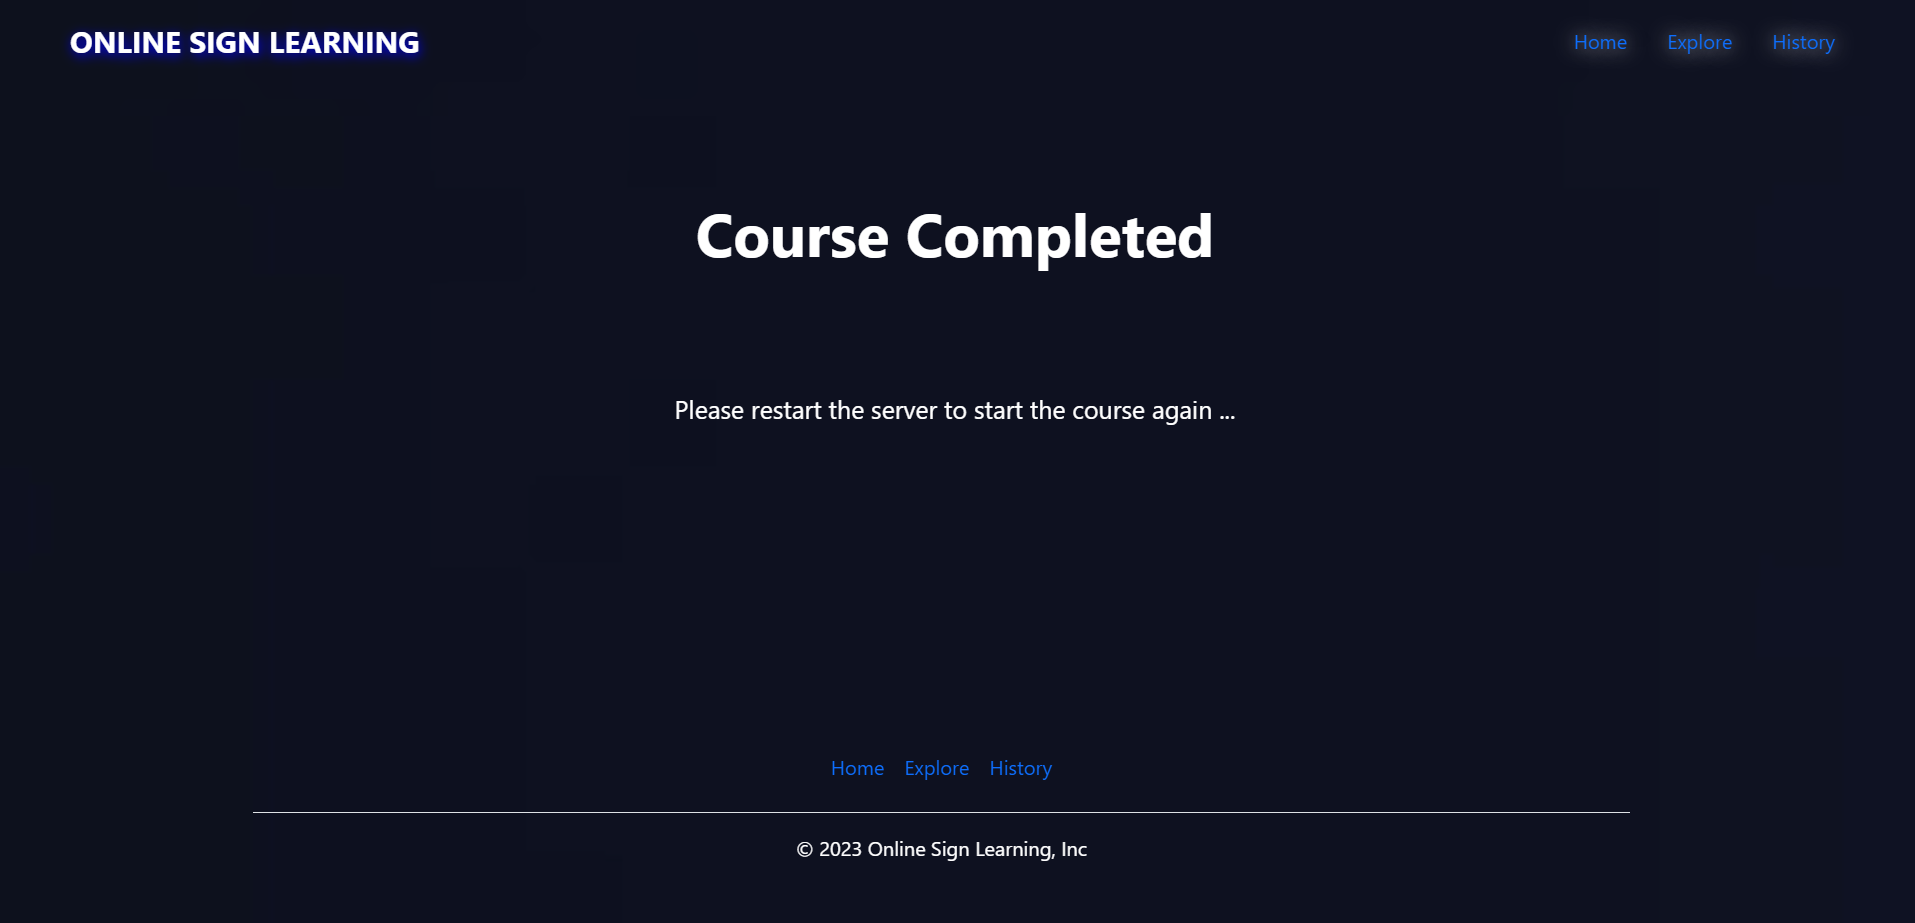 ONLINE SIGN LEARNING
Home Explore History
Course Completed
Please restart the server to start the course again ...
Home Explore History
© 2023 Online Sign Learning, Inc